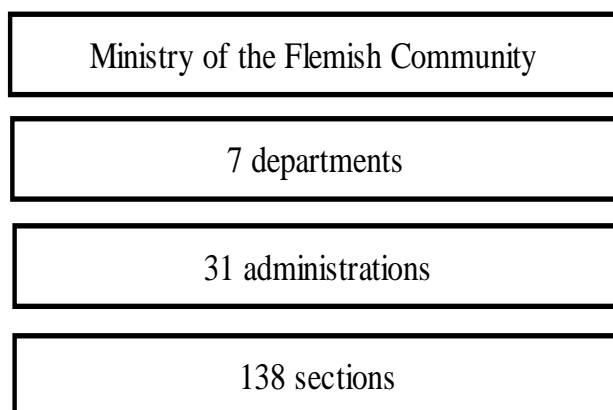 Ministry of the Flemish Community
7 departments
31 administrations
138 sections